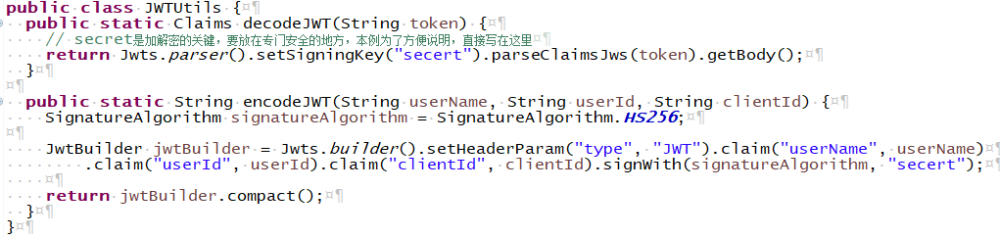 public class JWTUtils {
public static Claims decodeJWT(String token) {
// secret是加解密的关键，要放在专门安全的地方，本例为了方便说明，直接写在这里
return Jwts.parser().setSigningKey("secert").parseClaimsJws(token).getBody();
}
public static String encodeJWT(String userName, String userId, String clientId) {
SignatureAlgorithm signatureAlgorithm = SignatureAlgorithm.HS256;
JwtBuilder jwtBuilder = Jwts.builder().setHeaderParam("type", "JWT").claim("userName", userName)
.claim("userId", userId).claim("clientId", clientId).signWith(signatureAlgorithm, "secert");
return jwtBuilder.compact();
}
}